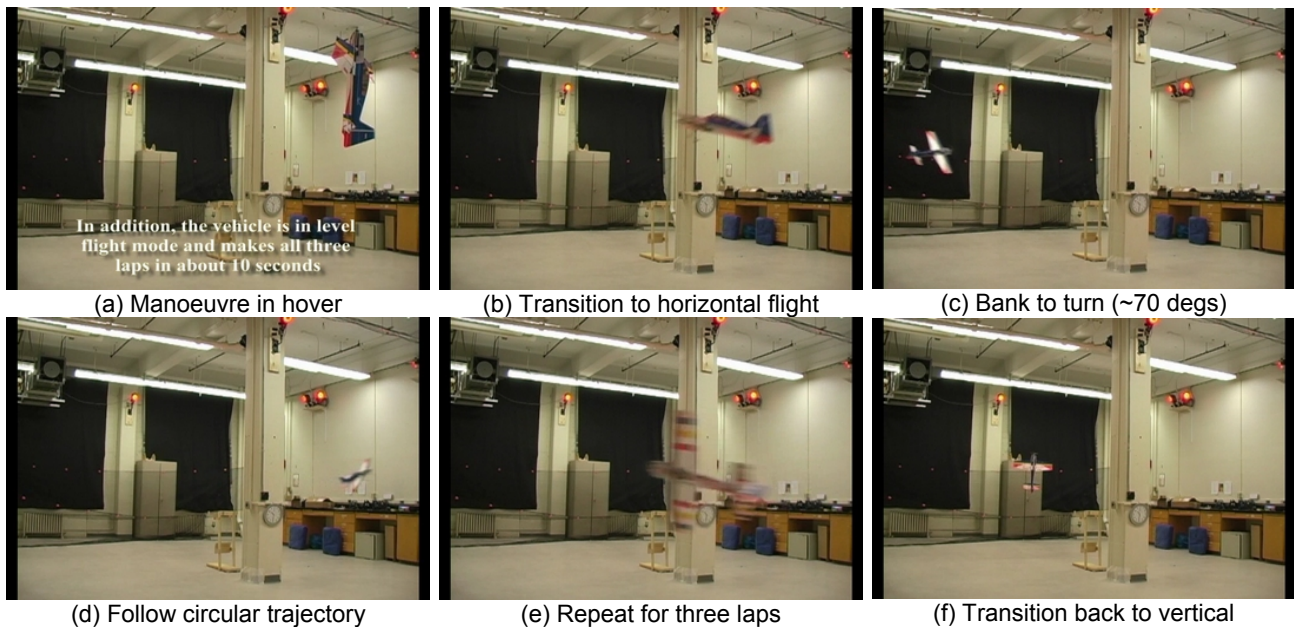 In addition, the vehicle is in level
flight mode and makes all three
laps in about 10 seconds
(a) Manoeuvre in hover
(b) Transition to horizontal flight
(c) Bank to turn (~70 degs)
(d) Follow circular trajectory
(e) Repeat for three laps
(f) Transition back to vertical